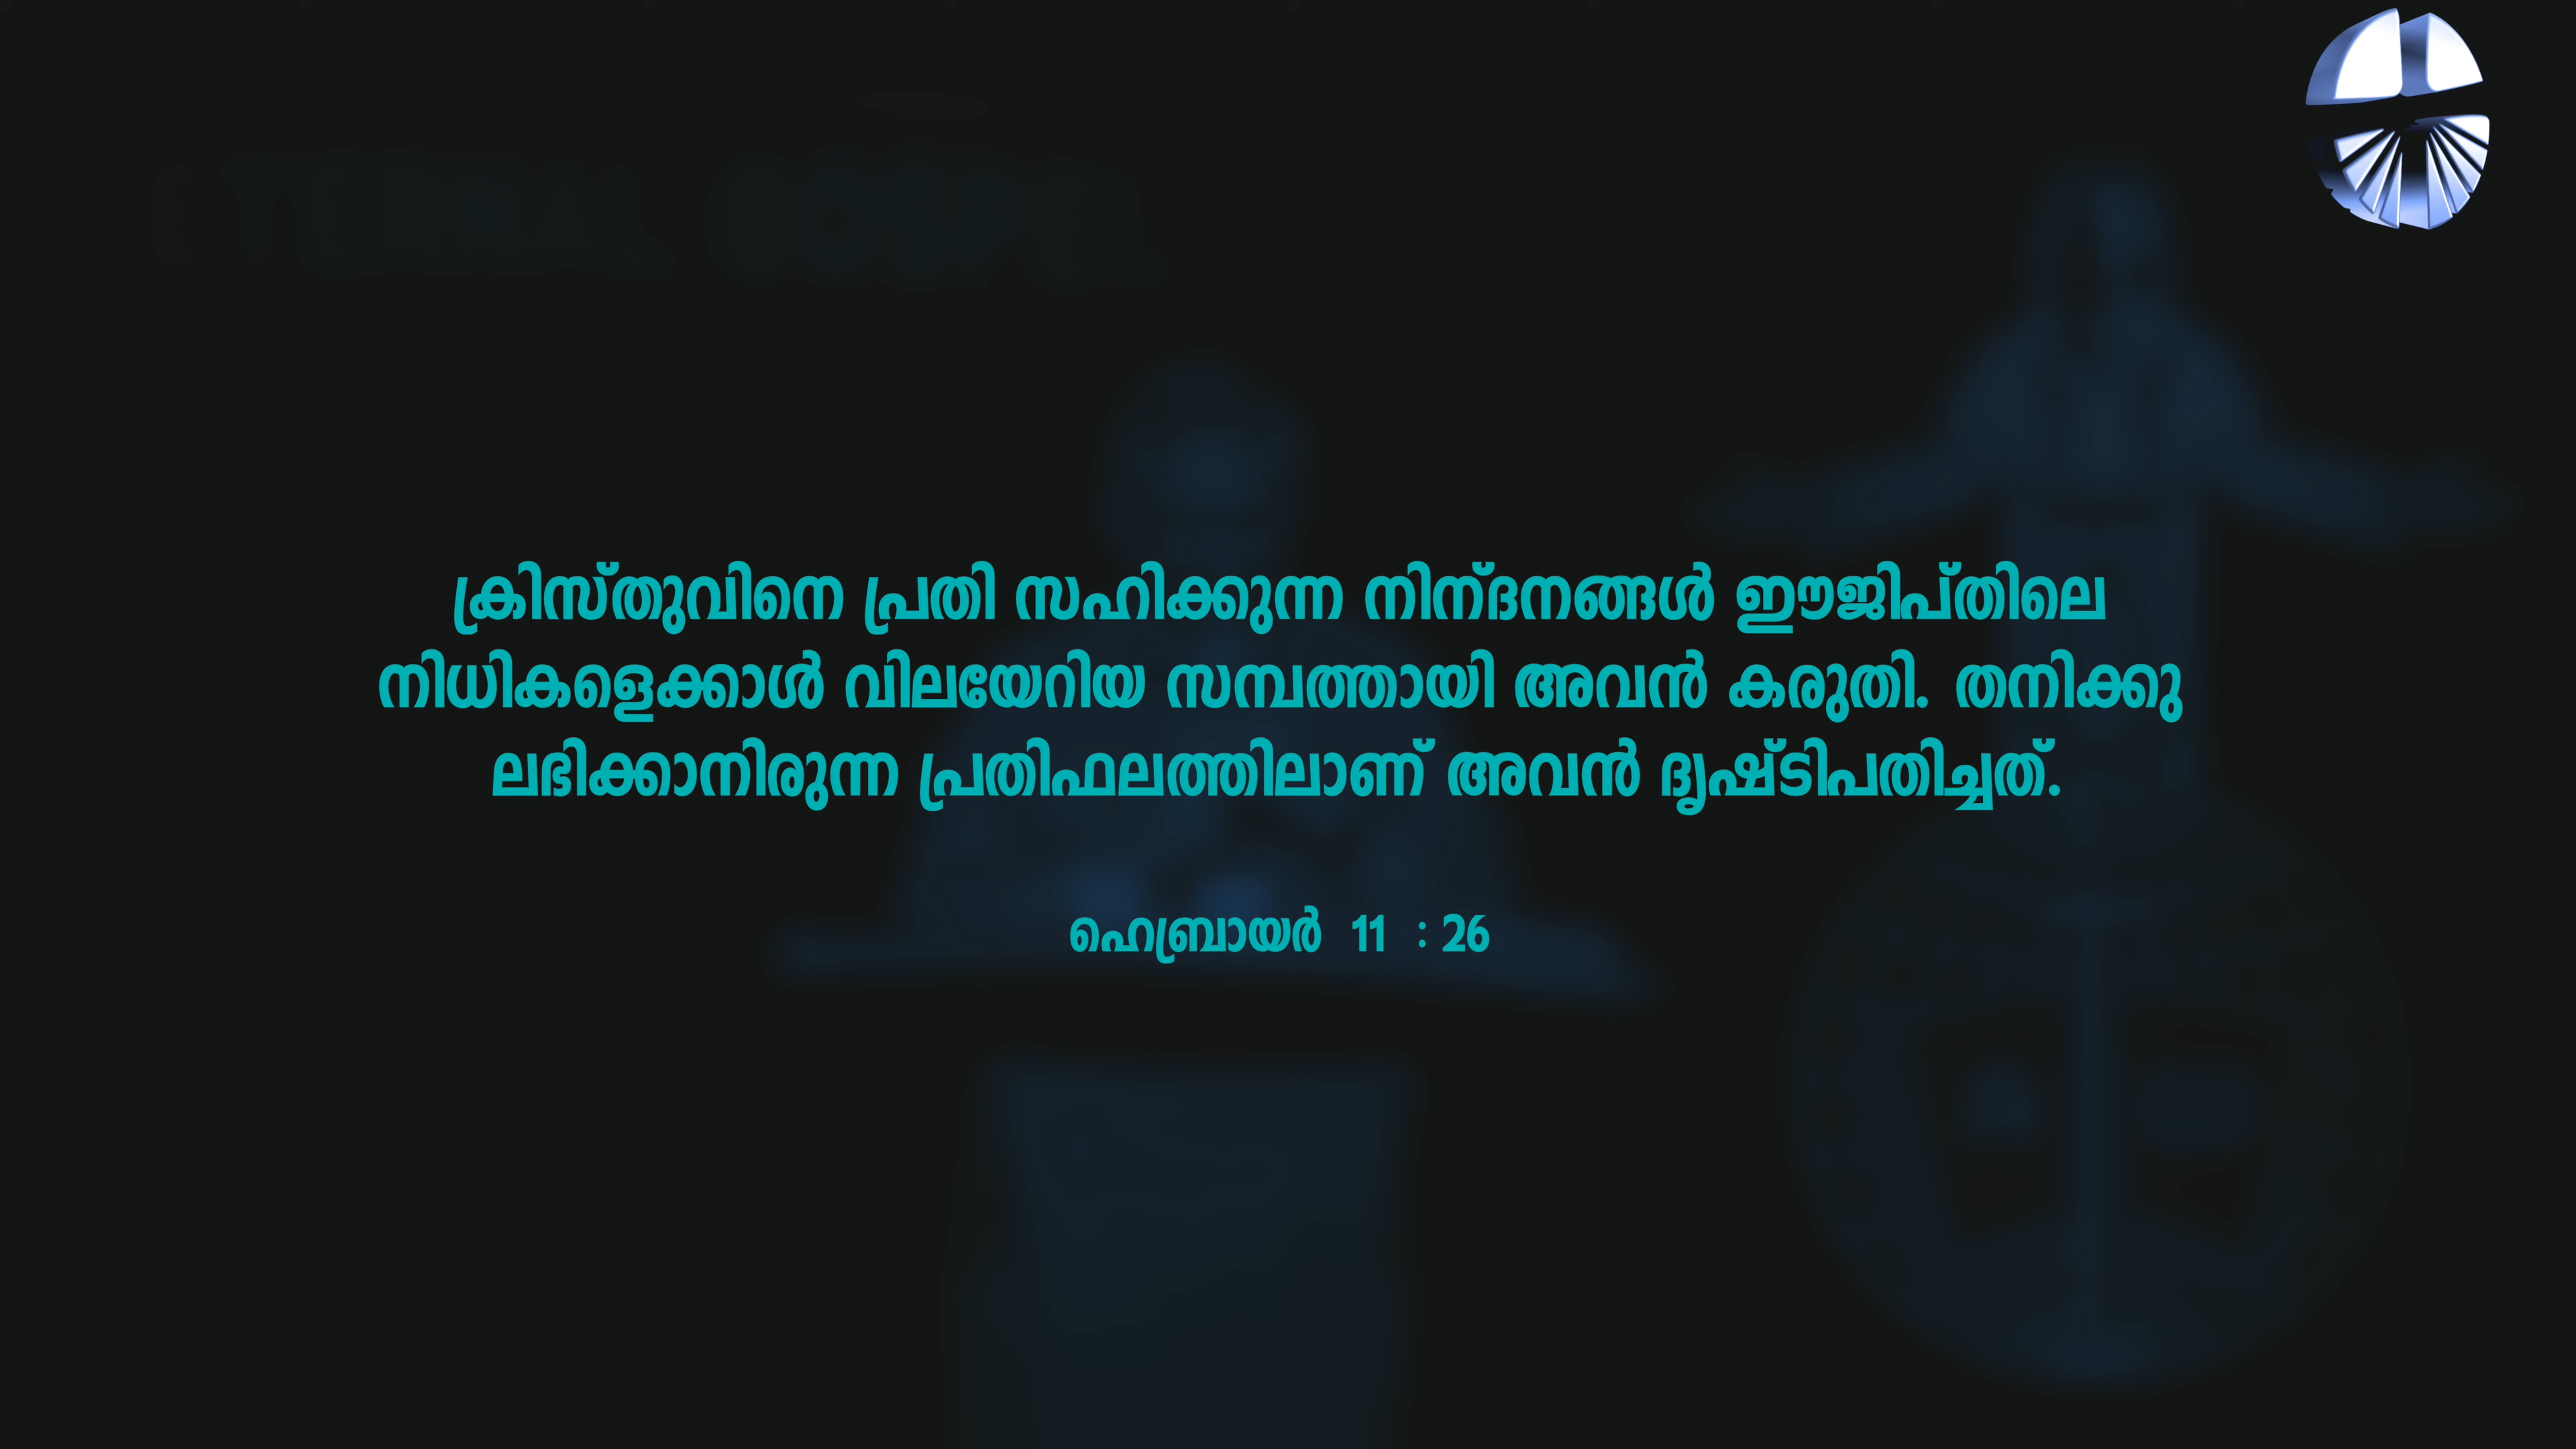 ക്രിസ്തുവിനെ പ്രതി സഹിക്കുന്ന നിന്ദനങ്ങൾ ഈജിപ്തിലെ
നിധികളെക്കാൾ വിലയേറിയ സമ്പത്തായി അവൻ കരുതി. തനിക്കു
ലഭിക്കാനിരുന്ന പ്രതിഫലത്തിലാണ് അവൻ ദൃഷ്ടിപതിച്ചത്.
ഹെബ്രായർ 11 : 26